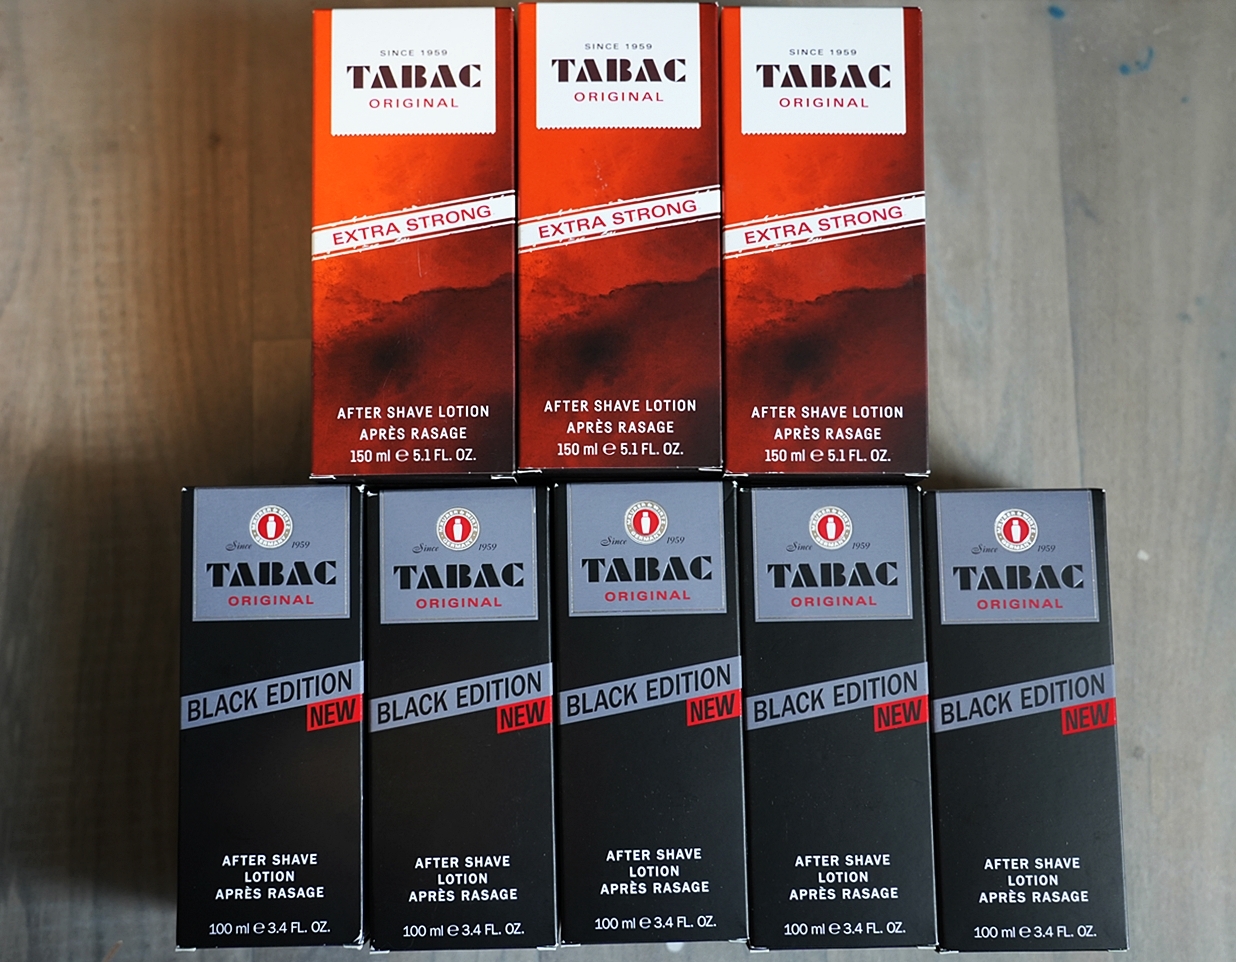 SINCE 1959
TABAC
ORIGINAL
EXTRA STRONG
AFTER SHAVE LOTION
APRÈS RASAGE
150 ml ℮ 5.1 FL. OZ.
SINCE 1959
TABAC
ORIGINAL
EXTRA STRONG
AFTER SHAVE LOTION
APRÈS RASAGE
150 ml ℮ 5.1 FL. OZ.
SINCE 1959
TABAC
ORIGINAL
EXTRA STRONG
AFTER SHAVE LOTION
APRÈS RASAGE
150 ml ℮ 5.1 FL. OZ.
Since 1959
TABAC
ORIGINAL
BLACK EDITION
NEW
AFTER SHAVE
LOTION
APRÈS RASAGE
100 ml ℮ 3.4 FL. OZ.
Since 1959
TABAC
ORIGINAL
BLACK EDITION
NEW
AFTER SHAVE
LOTION
APRÈS RASAGE
100 ml ℮ 3.4 FL. OZ.
Since 1959
TABAC
ORIGINAL
BLACK EDITION
NEW
AFTER SHAVE
LOTION
APRÈS RASAGE
100 ml ℮ 3.4 FL. OZ.
Since 1959
TABAC
ORIGINAL
BLACK EDITION
NEW
AFTER SHAVE
LOTION
APRÈS RASAGE
100 ml ℮ 3.4 FL. OZ.
Since 1959
TABAC
ORIGINAL
BLACK EDITION
NEW
AFTER SHAVE
LOTION
APRÈS RASAGE
100 ml ℮ 3.4 FL. OZ.